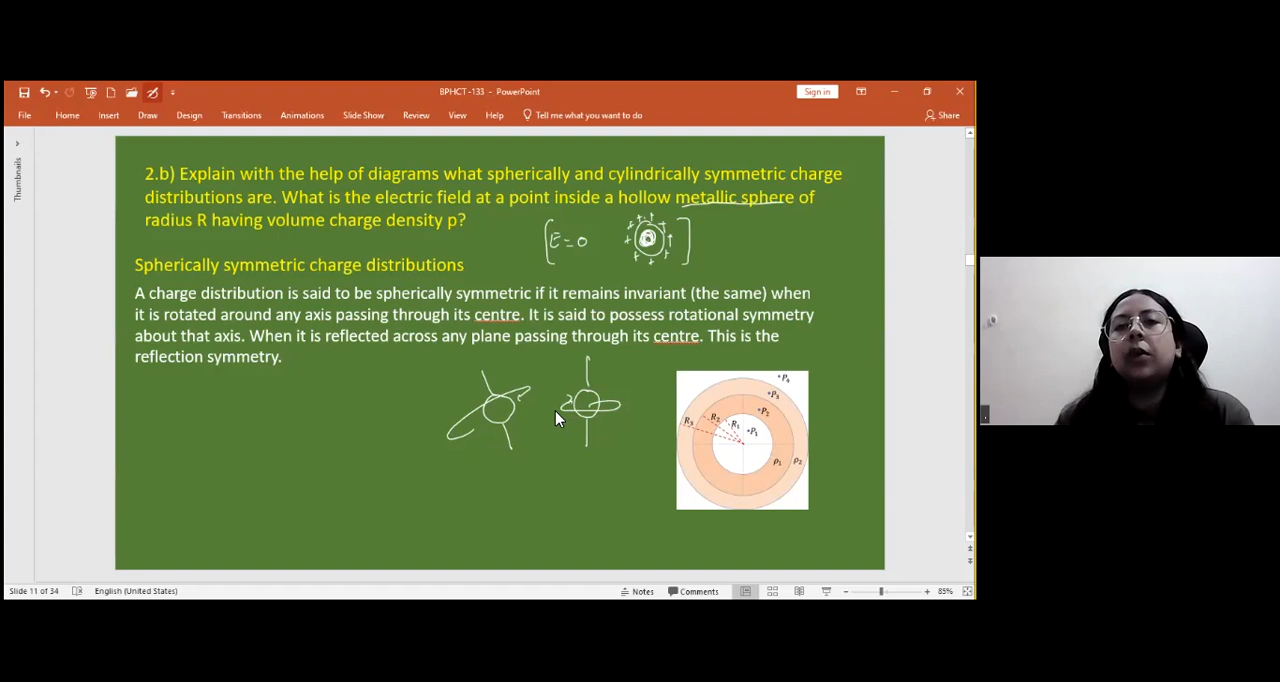 BPHCT-133 - PowerPoint
Sign in
File Home Insert Draw Design Transitions Animations Slide Show Review View Help Tell me what you want to do Share
Thumbnails
2.b) Explain with the help of diagrams what spherically and cylindrically symmetric charge
distributions are. What is the electric field at a point inside a hollow metallic sphere of
radius R having volume charge density ρ?
E = 0
+ + + + + + + + + +
Spherically symmetric charge distributions
A charge distribution is said to be spherically symmetric if it remains invariant (the same) when
it is rotated around any axis passing through its centre. It is said to possess rotational symmetry
about that axis. When it is reflected across any plane passing through its centre. This is the
reflection symmetry.
P4
P3
P2
R3 R2 R1 P1
ρ1 ρ2
Slide 11 of 34 English (United States) Notes Comments 85%